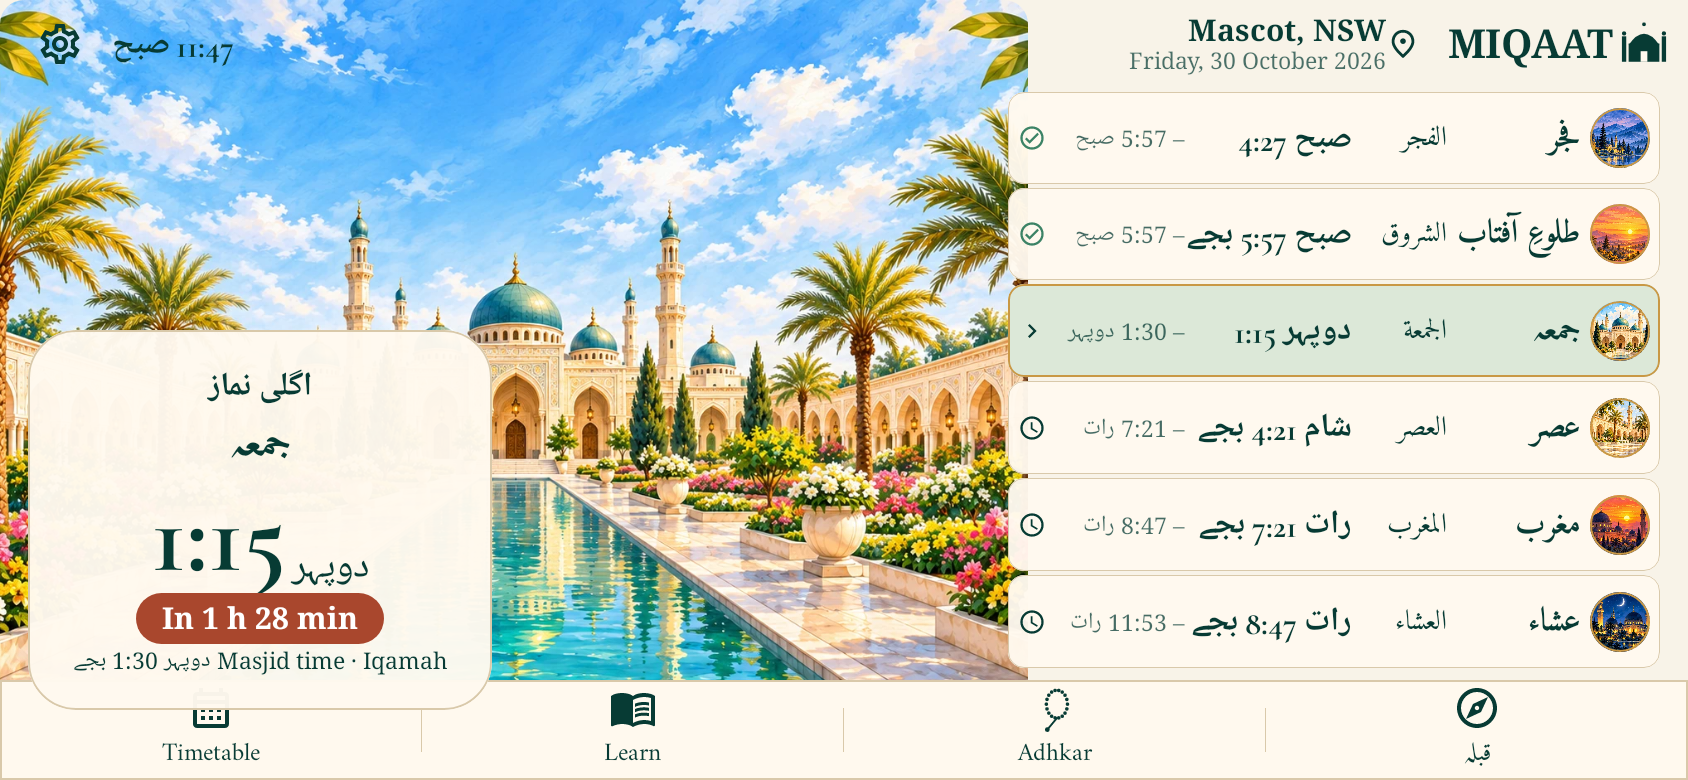 MIQAAT
Mascot, NSW
Friday, 30 October 2026
11:47 صبح
فجر الفجر صبح 4:27 – 5:57 صبح
طلوعِ آفتاب الشروق صبح 5:57 بجے – 5:57 صبح
جمعہ الجمعة دوپہر 1:15 – 1:30 دوپہر
عصر العصر شام 4:21 بجے – 7:21 رات
مغرب المغرب رات 7:21 بجے – 8:47 رات
عشاء العشاء رات 8:47 بجے – 11:53 رات
اگلی نماز
جمعہ
دوپہر 1:15
In 1 h 28 min
Masjid time · Iqamah دوپہر 1:30 بجے
قبلہ
Adhkar
Learn
Timetable